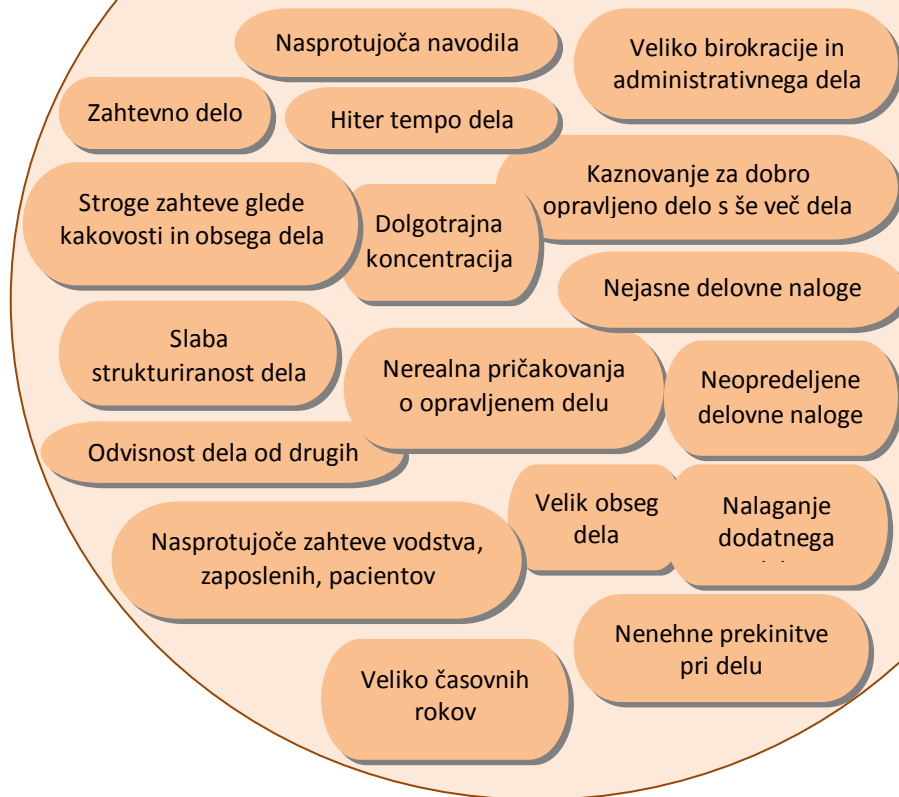 Nasprotujoča navodila
Veliko birokracije in
administrativnega dela
Zahtevno delo
Hiter tempo dela
Kaznovanje za dobro
opravljeno delo s še več dela
Stroge zahteve glede
kakovosti in obsega dela
Dolgotrajna
koncentracija
Nejasne delovne naloge
Slaba
strukturiranost dela
Nerealna pričakovanja
o opravljenem delu
Neopredeljene
delovne naloge
Odvisnost dela od drugih
Velik obseg
dela
Nalaganje
dodatnega
Nasprotujoče zahteve vodstva,
zaposlenih, pacientov
Nenehne prekinitve
pri delu
Veliko časovnih
rokov